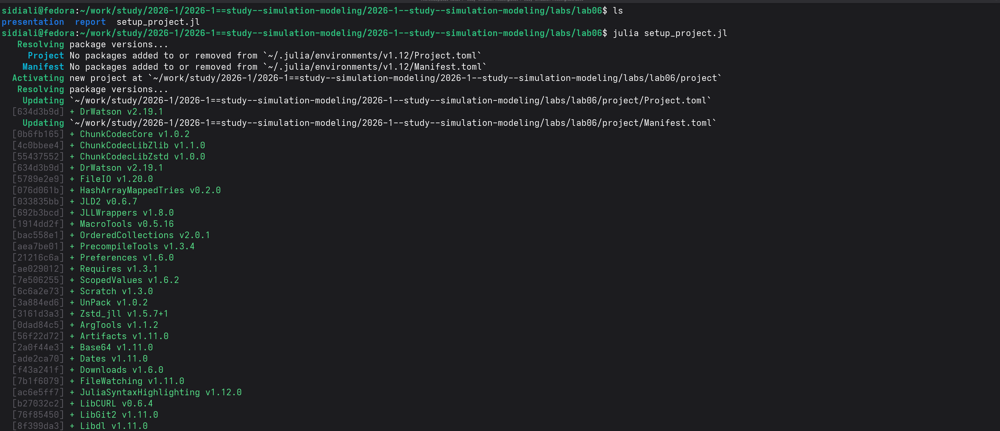 sidiali@fedora:~/work/study/2026-1/2026-1==study--simulation-modeling/2026-1--study--simulation-modeling/labs/lab06$ ls
presentation  report  setup_project.jl
sidiali@fedora:~/work/study/2026-1/2026-1==study--simulation-modeling/2026-1--study--simulation-modeling/labs/lab06$ julia setup_project.jl
Resolving package versions...
Project No packages added to or removed from `~/.julia/environments/v1.12/Project.toml`
Manifest No packages added to or removed from `~/.julia/environments/v1.12/Manifest.toml`
Activating new project at `~/work/study/2026-1/2026-1==study--simulation-modeling/2026-1--study--simulation-modeling/labs/lab06/project`
Resolving package versions...
Updating `~/work/study/2026-1/2026-1==study--simulation-modeling/2026-1--study--simulation-modeling/labs/lab06/project/Project.toml`
[634d3b9d] + DrWatson v2.19.1
Updating `~/work/study/2026-1/2026-1==study--simulation-modeling/2026-1--study--simulation-modeling/labs/lab06/project/Manifest.toml`
[0b6fb165] + ChunkCodecCore v1.0.2
[4c0bbee4] + ChunkCodecLibZlib v1.1.0
[55437552] + ChunkCodecLibZstd v1.0.0
[634d3b9d] + DrWatson v2.19.1
[5789e2e9] + FileIO v1.20.0
[076d061b] + HashArrayMappedTries v0.2.0
[033835bb] + JLD2 v0.6.7
[692b3bcd] + JLLWrappers v1.8.0
[1914dd2f] + MacroTools v0.5.16
[bac558e1] + OrderedCollections v2.0.1
[aea7be01] + PrecompileTools v1.3.4
[21216c6a] + Preferences v1.6.0
[ae029012] + Requires v1.3.1
[7e506255] + ScopedValues v1.6.2
[6c6a2e73] + Scratch v1.3.0
[3a884ed6] + UnPack v1.0.2
[3161d3a3] + Zstd_jll v1.5.7+1
[0dad84c5] + ArgTools v1.1.2
[56f22d72] + Artifacts v1.11.0
[2a0f44e3] + Base64 v1.11.0
[ade2ca70] + Dates v1.11.0
[f43a241f] + Downloads v1.6.0
[7b1f6079] + FileWatching v1.11.0
[ac6e5ff7] + JuliaSyntaxHighlighting v1.12.0
[b27032c2] + LibCURL v0.6.4
[76f85450] + LibGit2 v1.11.0
[8f399da3] + Libdl v1.11.0